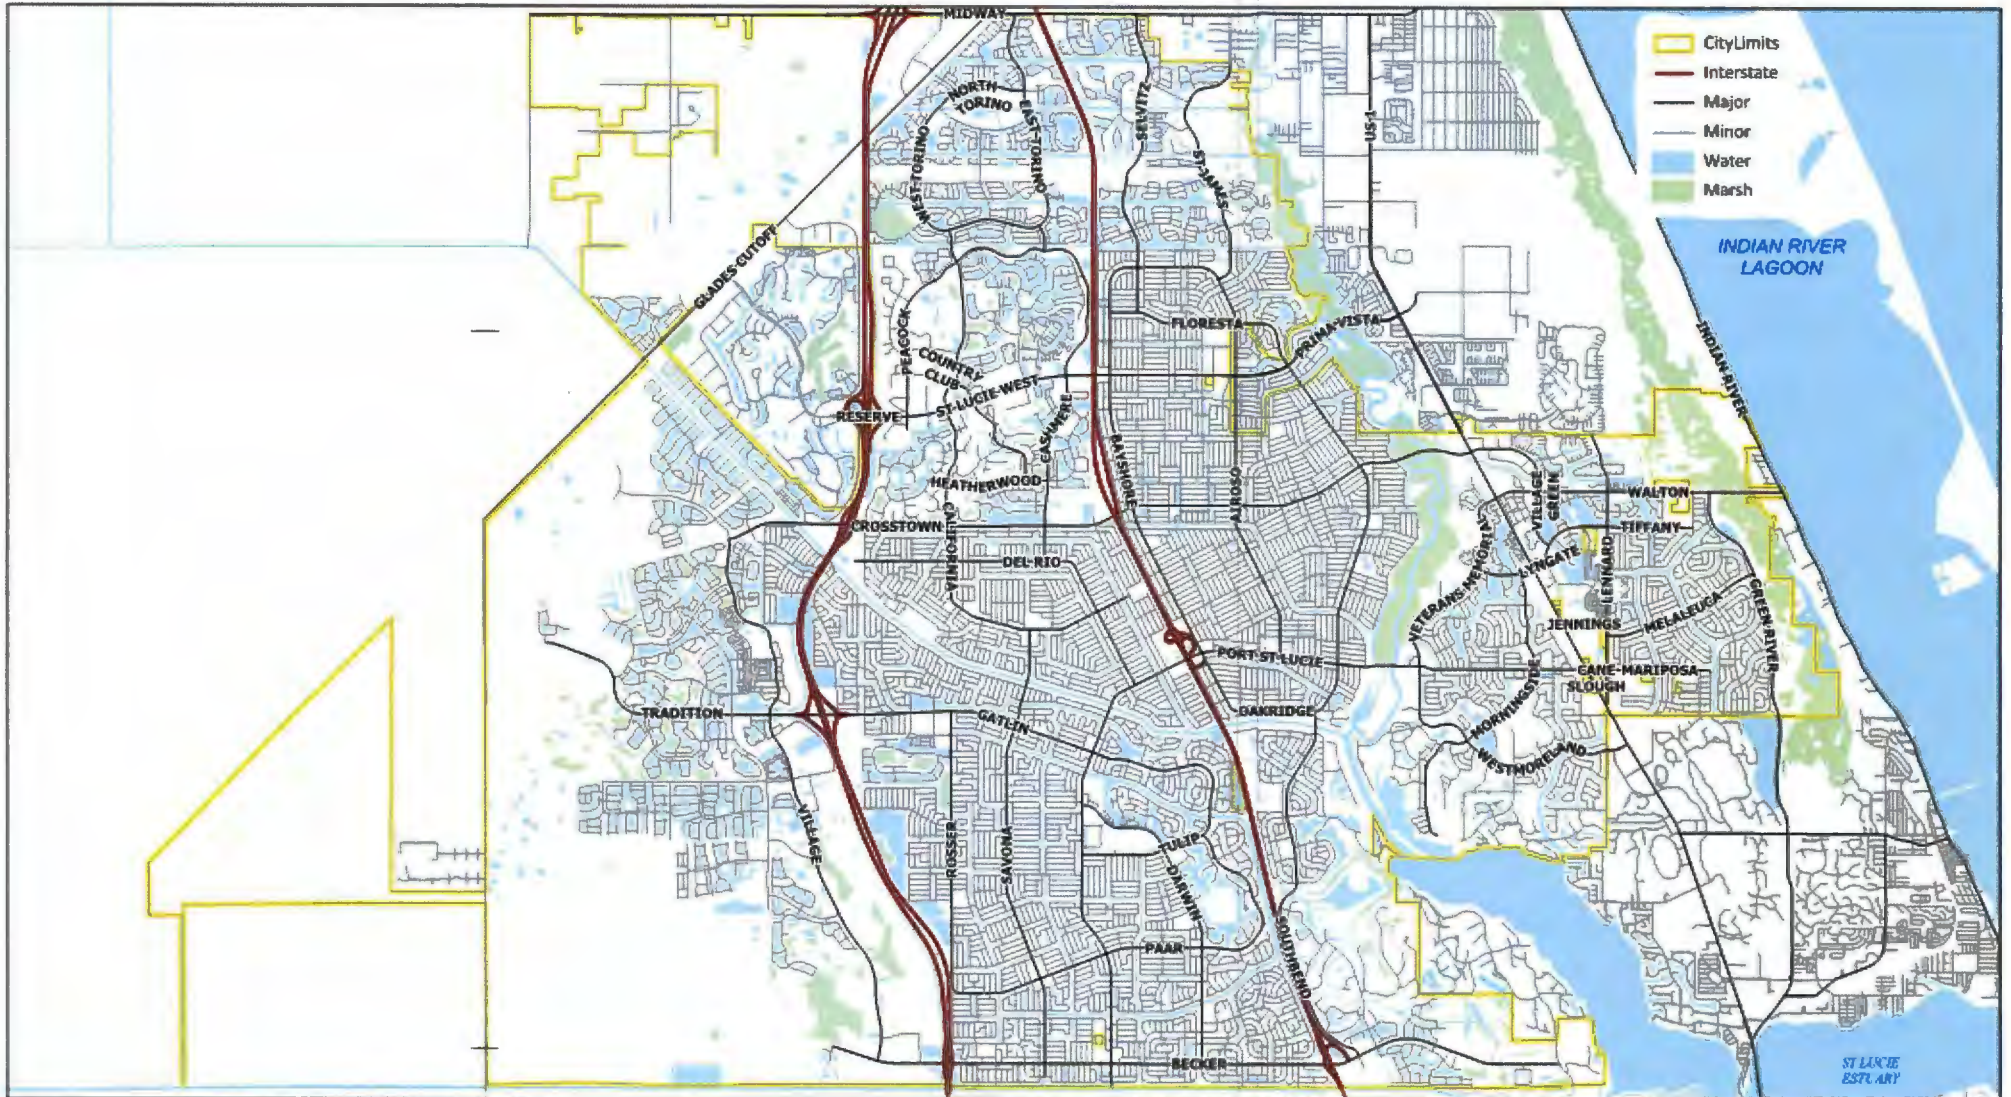 MIDWAY
CityLimits
Interstate
Major
Minor
Water
Marsh
NORTH
TORINO
EAST-TORINO
WEST-TORINO
SELVITZ
ST-JAMES
US-1
INDIAN RIVER
LAGOON
GLADES-CUTOFF
PEACOCK
COUNTRY
CLUB
FLORESTA
PRIMA-VISTA
INDIAN-RIVER
RESERVE
ST-LUCIE-WEST
CASHMERE
BAYSHORE
AIROSO
HEATHERWOOD
CALIFORNIA
CROSSTOWN
DEL-RIO
VILLAGE
GREEN
WALTON
TIFFANY
LYNGATE
LENNARD
VETERANS-MEMORIAL
JENNINGS
MELALEUCA
GREEN-RIVER
PORT-ST-LUCIE
CANE-MARIPOSA
SLOUGH
MORNINGSIDE
WESTMORELAND
OAKRIDGE
TRADITION
GATLIN
VILLAGE
ROSSER
SAVONA
TULIP
DARWIN
PAAR
SOUTHBEND
BECKER
ST LUCIE
ESTUARY